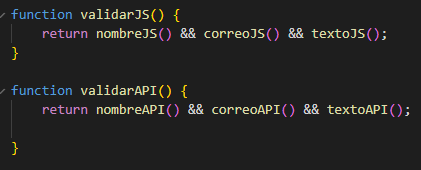 function validarJS() {
    return nombreJS() && correoJS() && textoJS();
}
function validarAPI() {
    return nombreAPI() && correoAPI() && textoAPI();
}